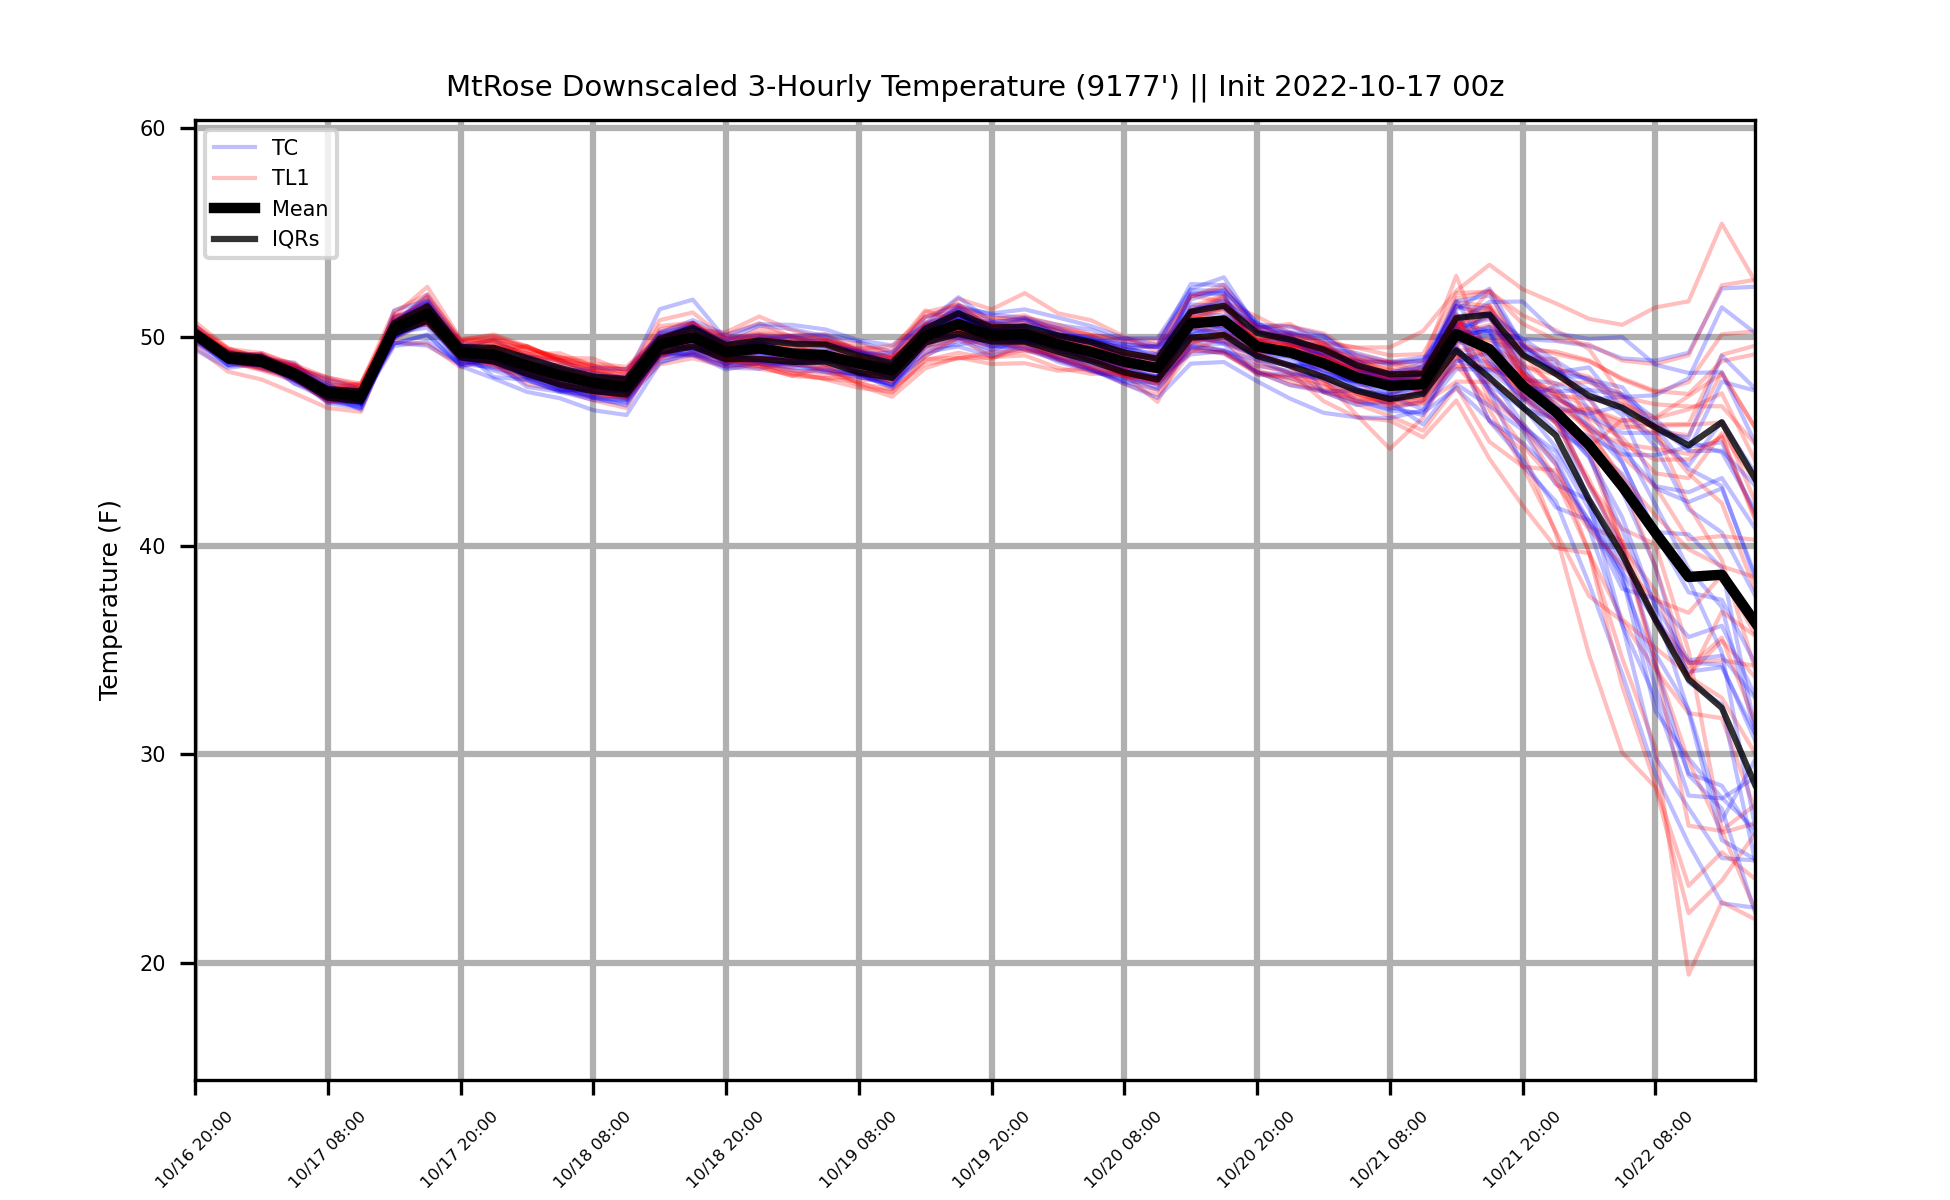 MtRose Downscaled 3-Hourly Temperature (9177') || Init 2022-10-17 00z
TC
TL1
Mean
IQRs
Temperature (F)
60
50
40
30
20
10/16 20:00
10/17 08:00
10/17 20:00
10/18 08:00
10/18 20:00
10/19 08:00
10/19 20:00
10/20 08:00
10/20 20:00
10/21 08:00
10/21 20:00
10/22 08:00